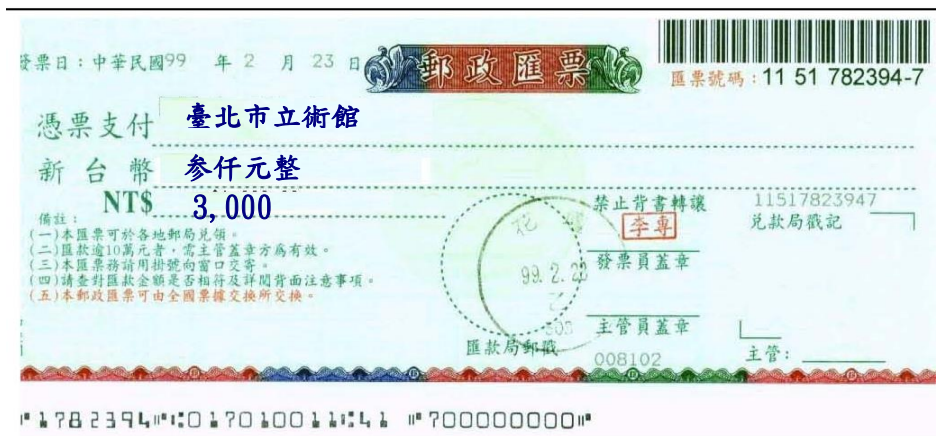 發票日：中華民國99 年 2 月 23 日
郵政匯票
匯票號碼：11 51 782394-7
憑票支付 臺北市立術館
新台幣 參仟元整
NT$ 3,000
備註：
(一)本匯票可於各地郵局兌領。
(二)匯款逾10萬元者，需主管蓋章方為有效。
(三)本匯票務請用掛號向窗口交寄。
(四)請查對匯款金額是否相符及詳閱背面注意事項。
(五)本郵政匯票可由全國票據交換所交換。
99. 2. 23
匯款局郵戳
禁止背書轉讓
李專
發票員蓋章
主管員蓋章
008102
11517823947
兌款局戳記
主管：
1782394 01701001141 700000000